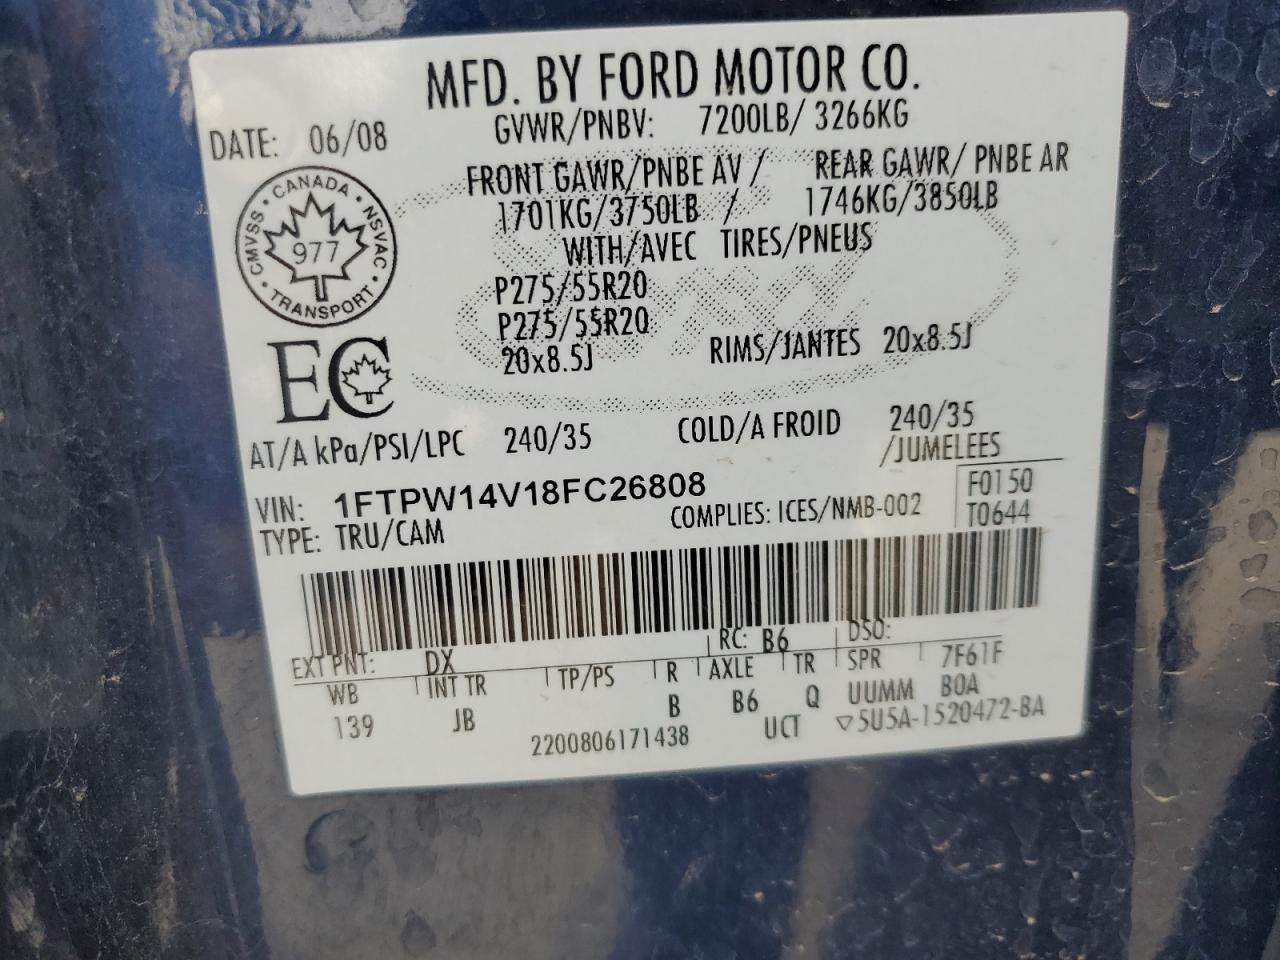 MFD. BY FORD MOTOR CO.
DATE: 06/08 GVWR/PNBV: 7200LB/ 3266KG
FRONT GAWR/PNBE AV / REAR GAWR/ PNBE AR
1701KG/3750LB / 1746KG/3850LB
WITH/AVEC TIRES/PNEUS
P275/55R20
P275/55R20
20x8.5J RIMS/JANTES 20x8.5J
CMVSS · CANADA · NSVAC · TRANSPORT ·
977
EC
AT/A kPa/PSI/LPC 240/35 COLD/A FROID 240/35
/JUMELEES
VIN: 1FTPW14V18FC26808 F0150
TYPE: TRU/CAM COMPLIES: ICES/NMB-002 T0644
EXT PNT: DX RC: B6 DSO:
WB INT TR TP/PS R AXLE TR SPR 7F61F
139 JB B B6 Q UUMM BOA
2200806171438 UCT ▽5U5A-1520472-BA